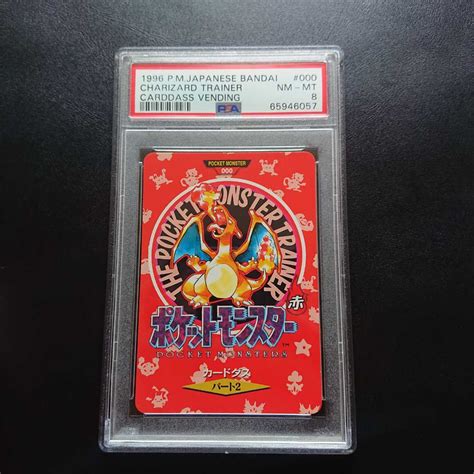 1996 P.M. JAPANESE BANDAI #000
CHARIZARD TRAINER NM-MT
CARDDASS VENDING 8
PSA 65946057
POCKET MONSTER
000
THE POCKET MONSTER TRAINER
赤
ポケットモンスター
POCKET MONSTERS
カードダス
パート2